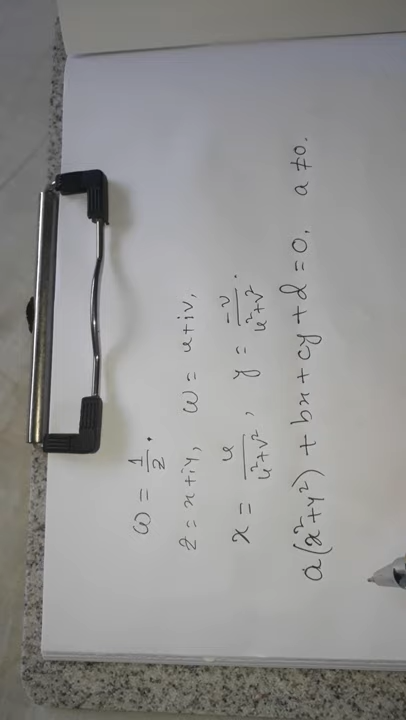 ω = 1/z.
z = x+iy, ω = u+iv,
x = u/(u²+v²), y = -v/(u²+v²).
a(x²+y²) + bx + cy + d = 0. a ≠ 0.